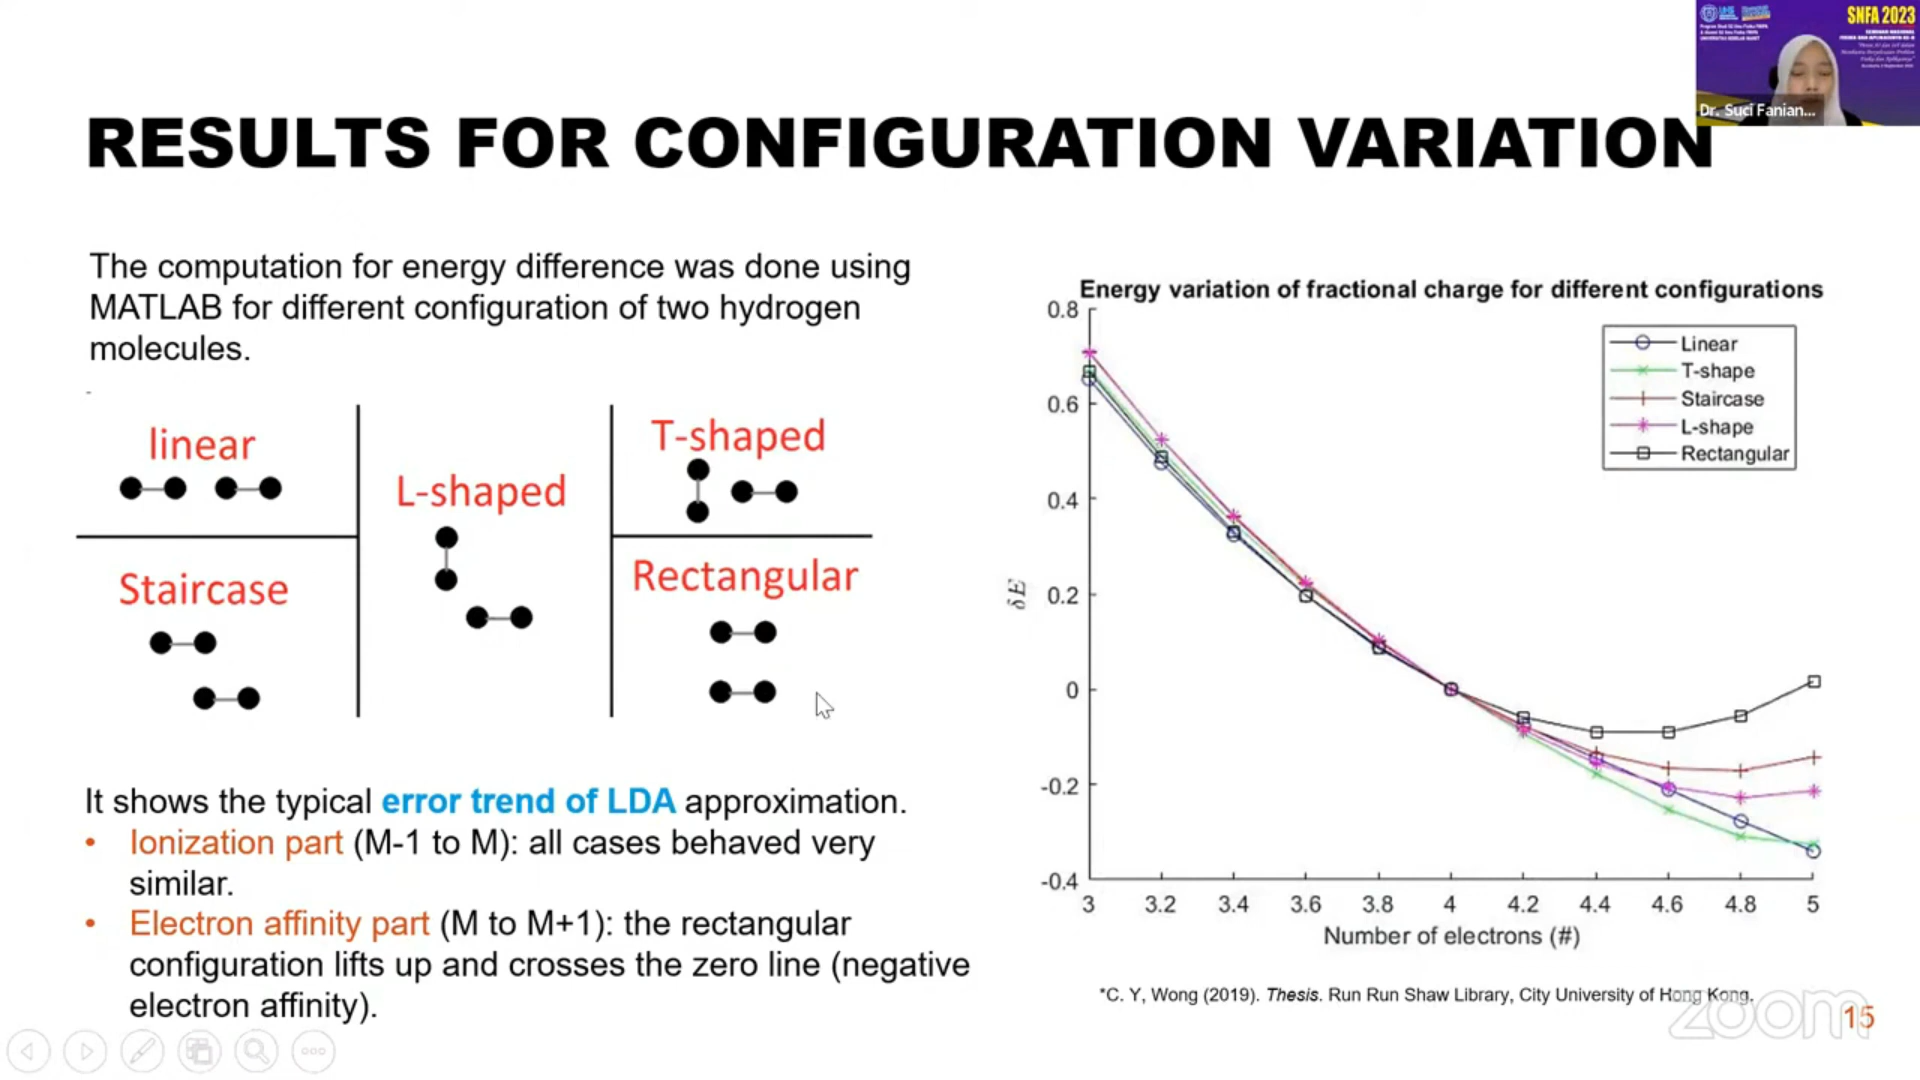 SNFA 2023
Dr. Suci Fanian...
RESULTS FOR CONFIGURATION VARIATION
The computation for energy difference was done using
MATLAB for different configuration of two hydrogen
molecules.
linear
L-shaped
T-shaped
Staircase
Rectangular
It shows the typical error trend of LDA approximation.
• Ionization part (M-1 to M): all cases behaved very
similar.
• Electron affinity part (M to M+1): the rectangular
configuration lifts up and crosses the zero line (negative
electron affinity).
Energy variation of fractional charge for different configurations
Linear
T-shape
Staircase
L-shape
Rectangular
0.8
0.6
0.4
0.2
0
-0.2
-0.4
δE
3 3.2 3.4 3.6 3.8 4 4.2 4.4 4.6 4.8 5
Number of electrons (#)
*C. Y, Wong (2019). Thesis. Run Run Shaw Library, City University of Hong Kong.
zoom
15